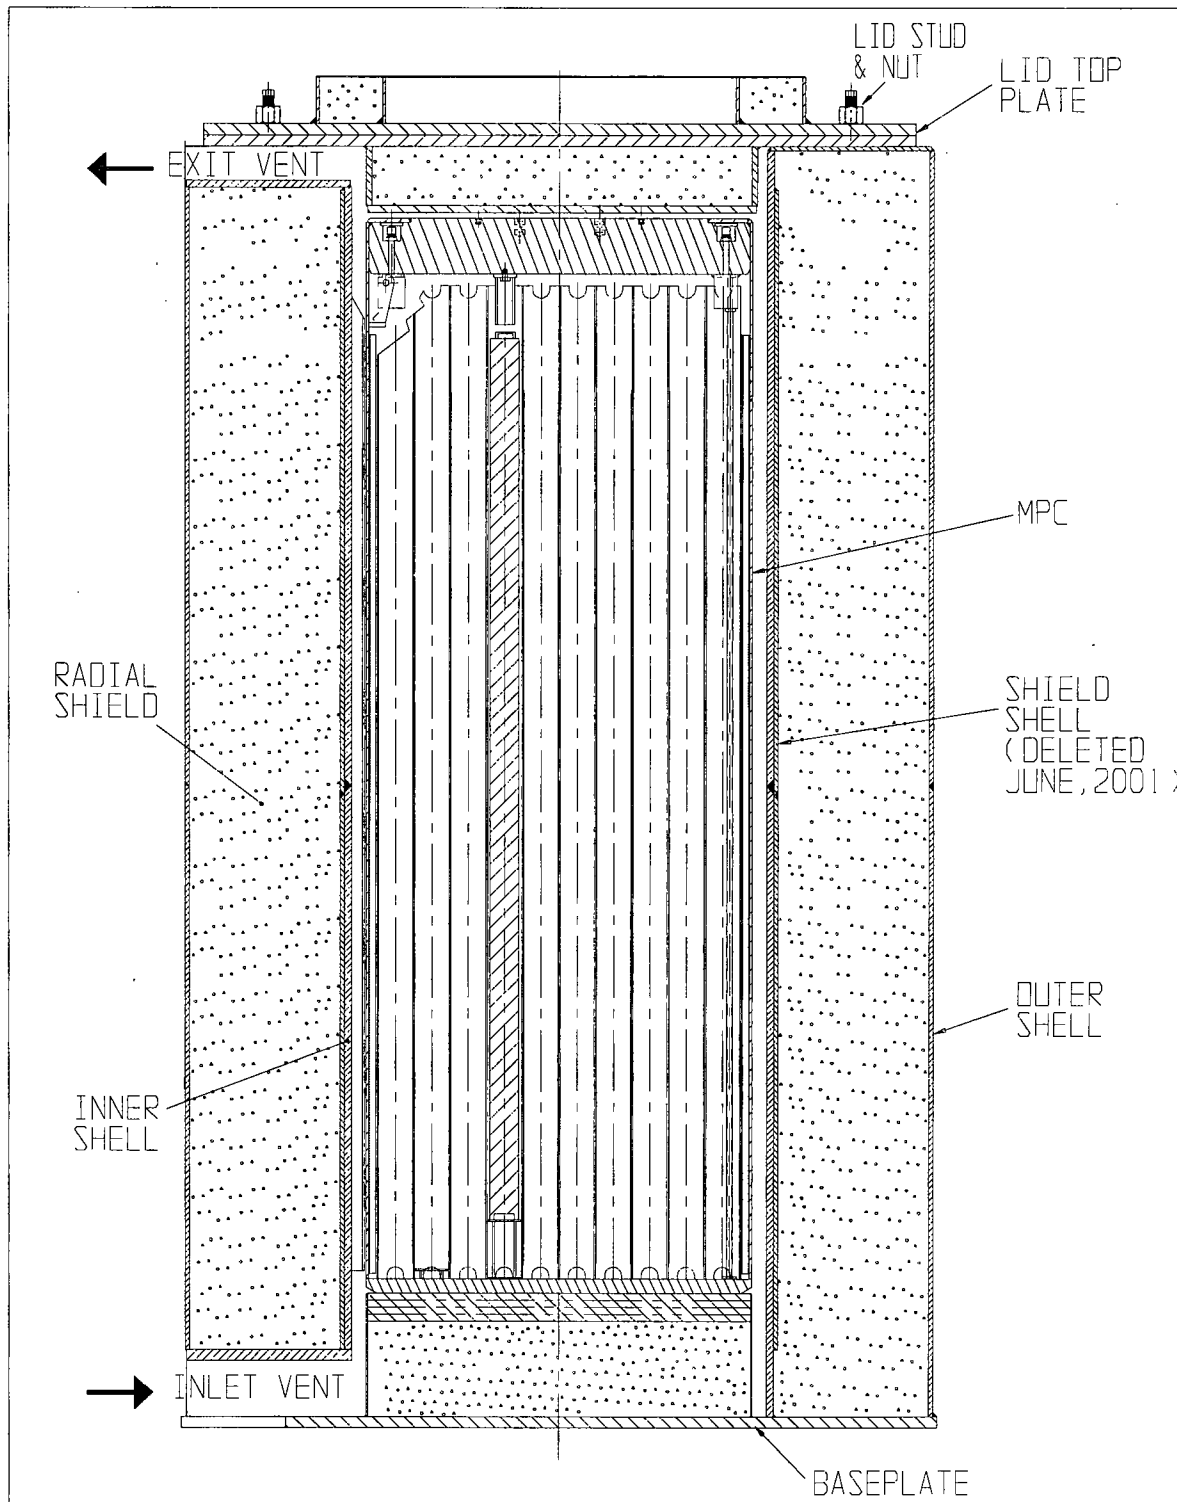 LID STUD
& NUT
LID TOP
PLATE
EXIT VENT
MPC
RADIAL
SHIELD
SHIELD
SHELL
(DELETED
JUNE, 2001)
OUTER
SHELL
INNER
SHELL
INLET VENT
BASEPLATE